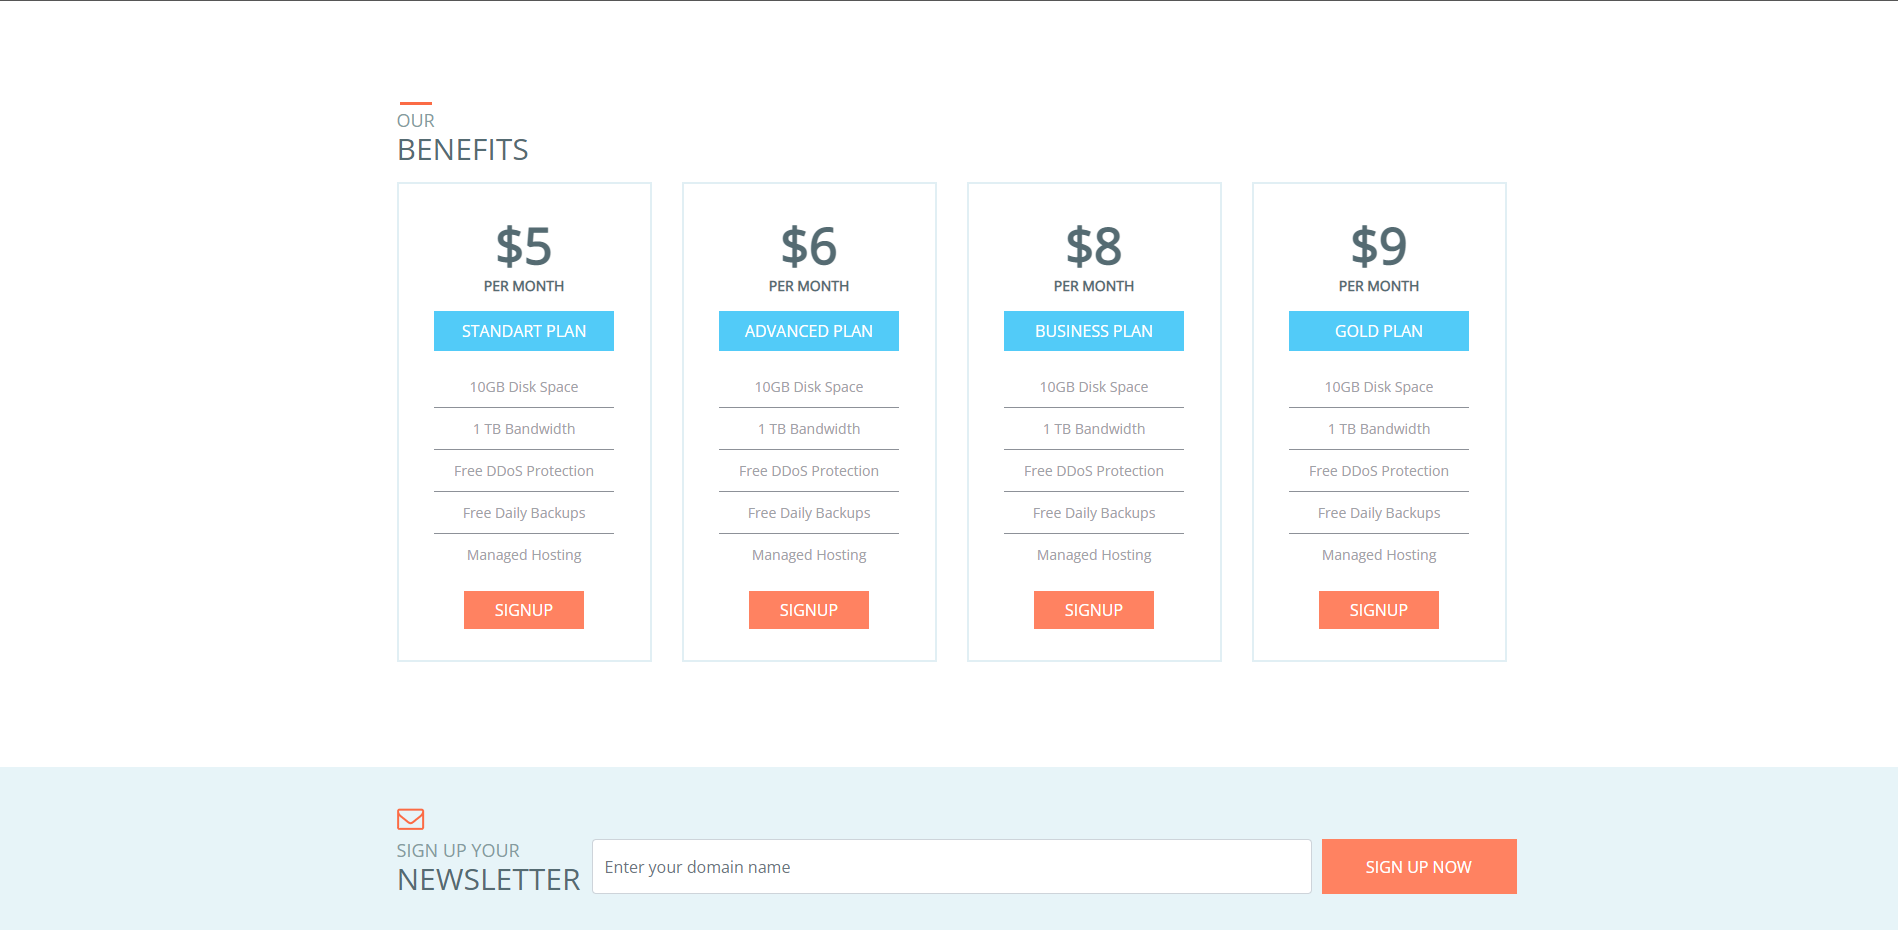 OUR
BENEFITS
$5
PER MONTH
STANDART PLAN
10GB Disk Space
1 TB Bandwidth
Free DDoS Protection
Free Daily Backups
Managed Hosting
SIGNUP
$6
PER MONTH
ADVANCED PLAN
10GB Disk Space
1 TB Bandwidth
Free DDoS Protection
Free Daily Backups
Managed Hosting
SIGNUP
$8
PER MONTH
BUSINESS PLAN
10GB Disk Space
1 TB Bandwidth
Free DDoS Protection
Free Daily Backups
Managed Hosting
SIGNUP
$9
PER MONTH
GOLD PLAN
10GB Disk Space
1 TB Bandwidth
Free DDoS Protection
Free Daily Backups
Managed Hosting
SIGNUP
SIGN UP YOUR
NEWSLETTER
Enter your domain name
SIGN UP NOW